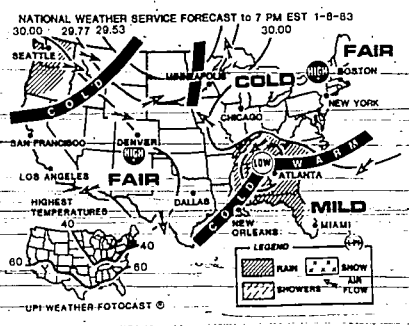 NATIONAL WEATHER SERVICE FORECAST to 7 PM EST 1-6-83
30.00 29.77 29.53 30.00
SEATTLE
FAIR
MINNEAPOLIS
COLD
HIGH
BOSTON
COLD
NEW YORK
CHICAGO
SAN FRANCISCO
DENVER
HIGH
LOW
WARM
LOS ANGELES
FAIR
ATLANTA
HIGHEST
TEMPERATURES
DALLAS
COLD
MILD
NEW
ORLEANS
MIAMI
40
40
60
60
LEGEND
RAIN
SNOW
SHOWERS
AIR
FLOW
UPI WEATHER FOTOCAST ®